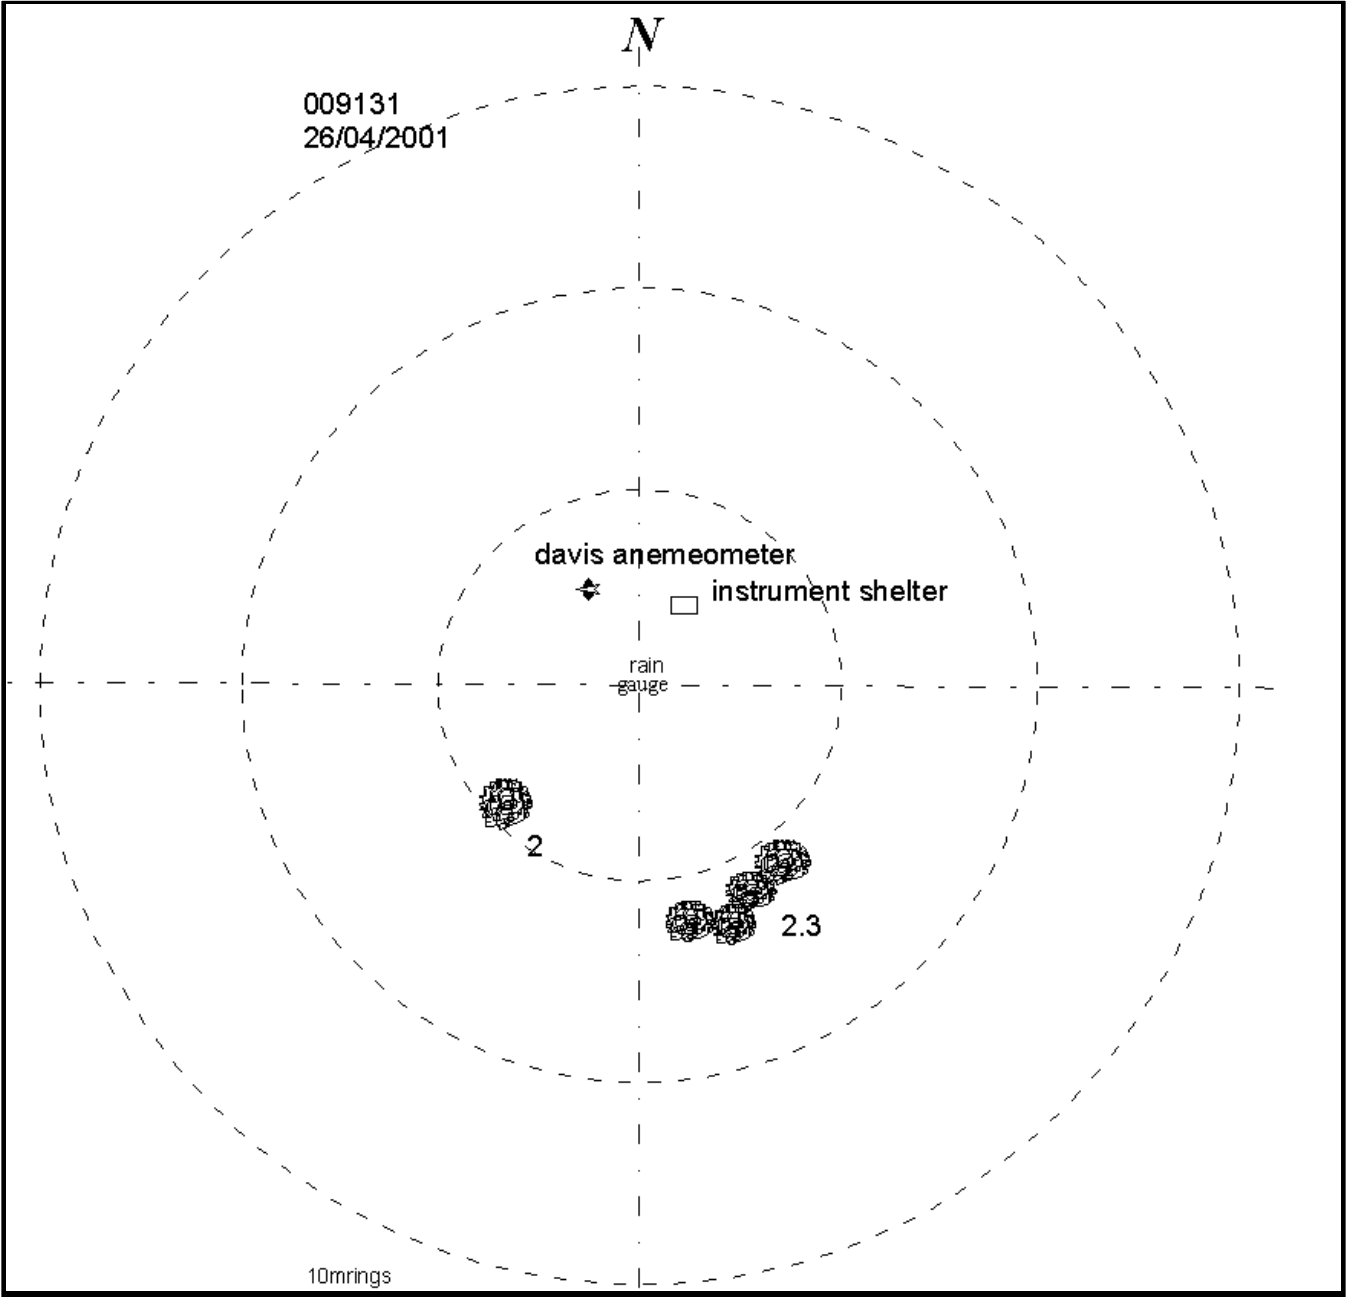 N
009131
26/04/2001
davis anemeometer
instrument shelter
rain
gauge
2
2.3
10mrings